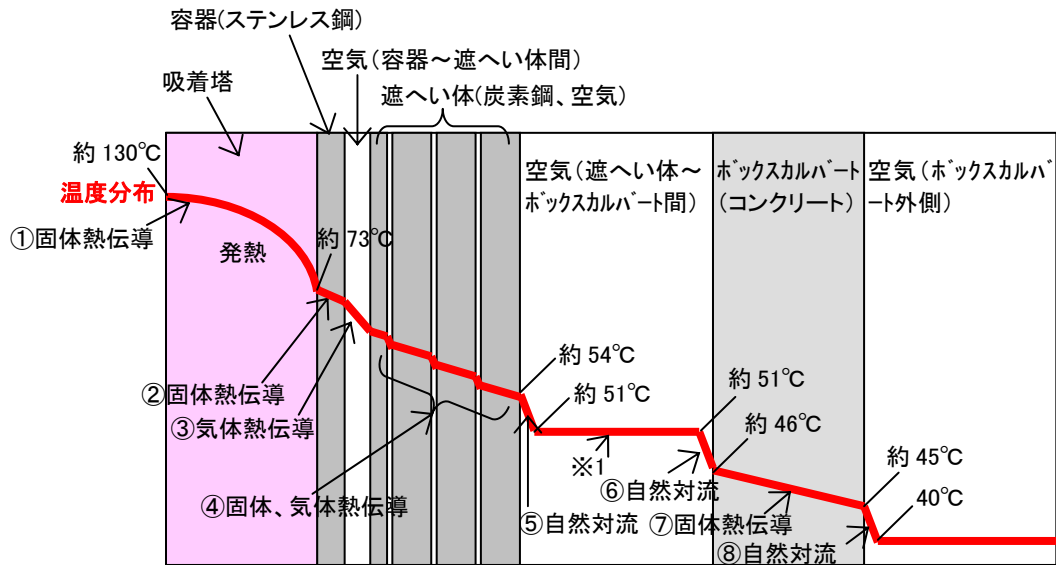 容器(ステンレス鋼)
空気(容器～遮へい体間)
吸着塔
遮へい体(炭素鋼、空気)
約 130℃
温度分布
①固体熱伝導
発熱
約 73℃
空気(遮へい体～
ボックスカルバート間)
ボックスカルバート
(コンクリート)
空気(ボックスカルバ
ート外側)
②固体熱伝導
③気体熱伝導
④固体、気体熱伝導
約 54℃
約 51℃
⑤自然対流
※1
約 51℃
約 46℃
⑥自然対流
⑦固体熱伝導
約 45℃
40℃
⑧自然対流